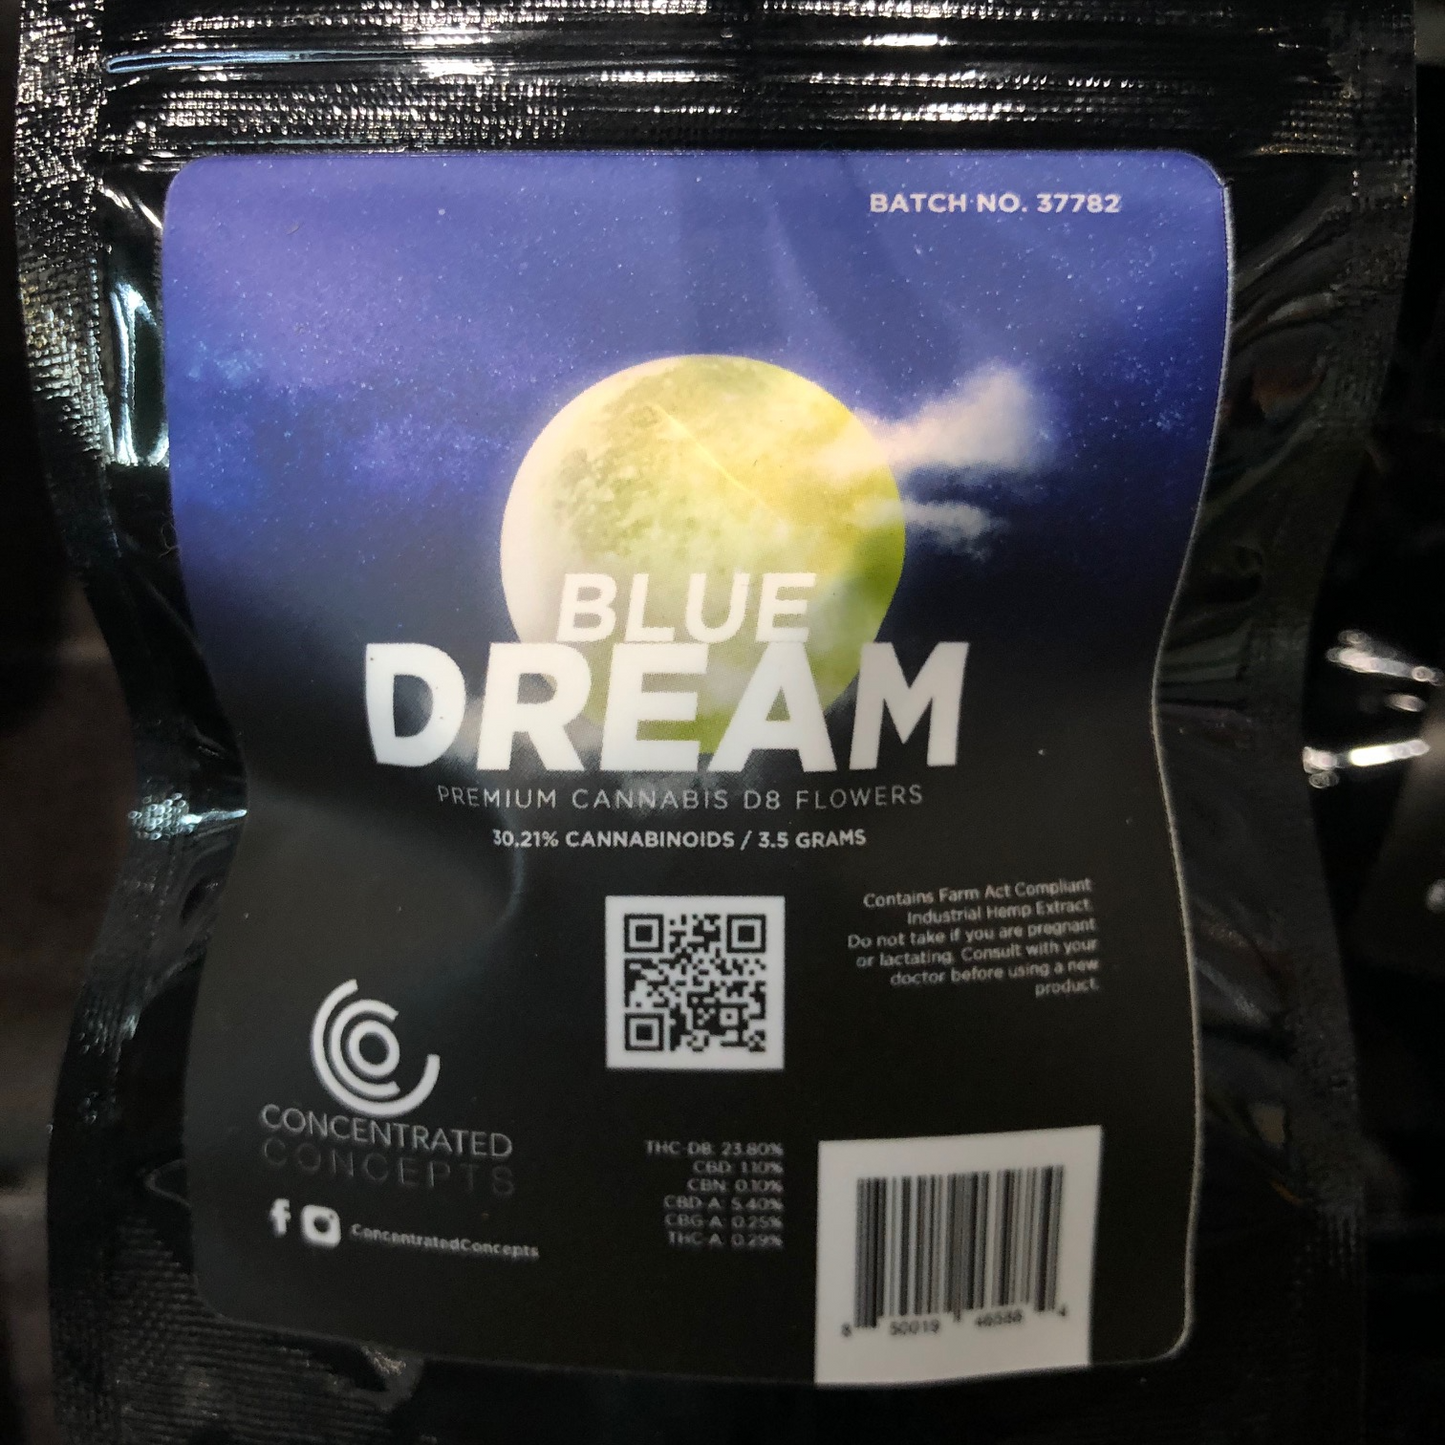 BATCH NO. 37782
BLUE
DREAM
PREMIUM CANNABIS D8 FLOWERS
30.21% CANNABINOIDS / 3.5 GRAMS
Contains Farm Act Compliant
Industrial Hemp Extract.
Do not take if you are pregnant
or lactating. Consult with your
doctor before using a new
product.
CONCENTRATED
CONCEPTS
ConcentratedConcepts
THC-D8: 23.80%
CBD: 1.10%
CBN: 0.10%
CBD-A: 5.40%
CBG-A: 0.25%
THC-A: 0.29%
8 50019 4